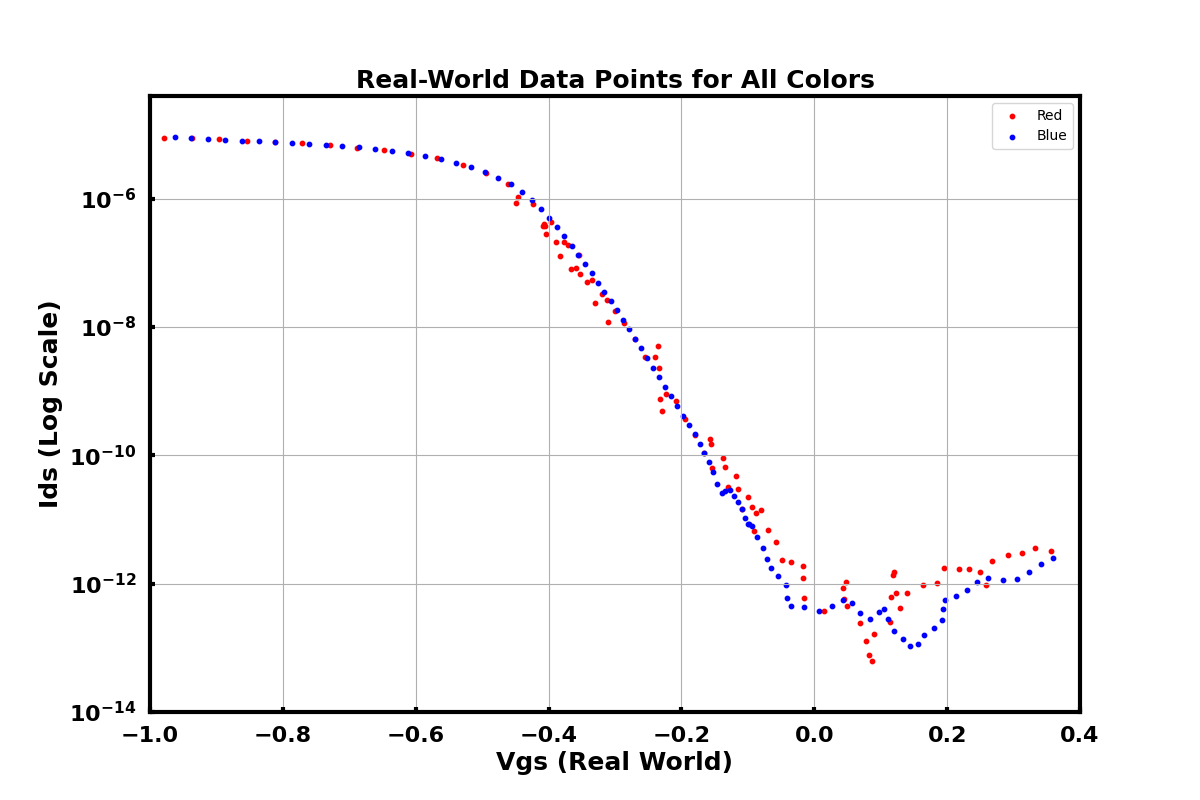 Real-World Data Points for All Colors
Red
Blue
Ids (Log Scale)
10⁻⁶
10⁻⁸
10⁻¹⁰
10⁻¹²
10⁻¹⁴
−1.0 −0.8 −0.6 −0.4 −0.2 0.0 0.2 0.4
Vgs (Real World)